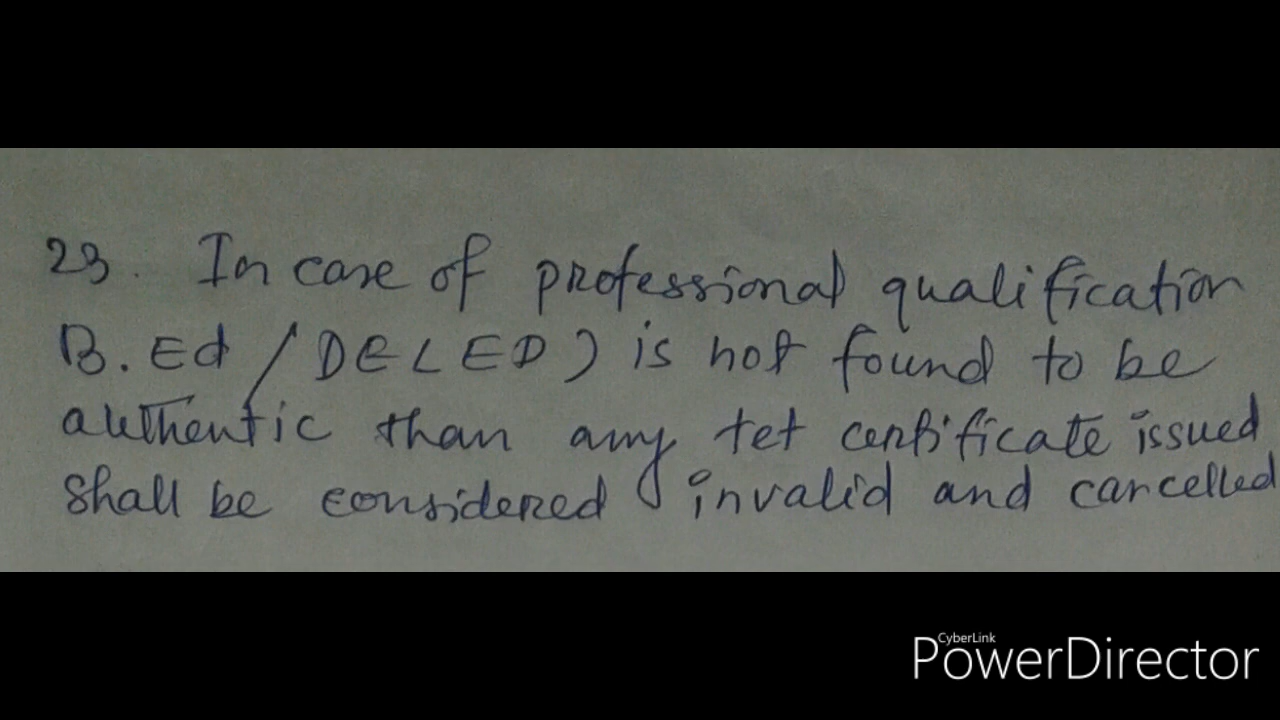 23. In case of professional qualification
B.Ed / DELED) is not found to be
authentic than any tet certificate issued
shall be considered invalid and cancelled
CyberLink
PowerDirector